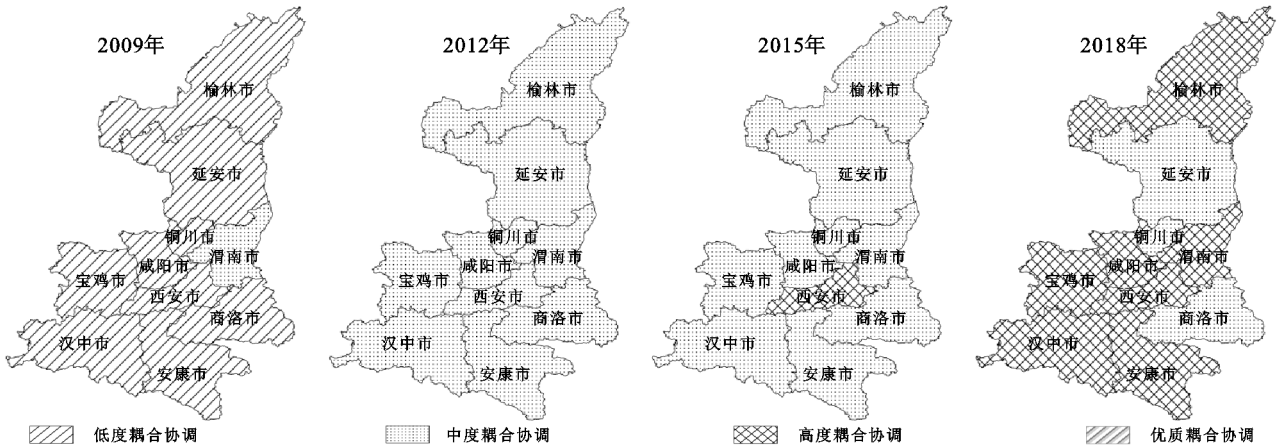 2009年
榆林市
延安市
铜川市
渭南市
咸阳市
宝鸡市
西安市
商洛市
汉中市
安康市
2012年
榆林市
延安市
铜川市
渭南市
咸阳市
宝鸡市
西安市
商洛市
汉中市
安康市
2015年
榆林市
延安市
铜川市
渭南市
咸阳市
宝鸡市
西安市
商洛市
汉中市
安康市
2018年
榆林市
延安市
铜川市
渭南市
咸阳市
宝鸡市
西安市
商洛市
汉中市
安康市
低度耦合协调
中度耦合协调
高度耦合协调
优质耦合协调